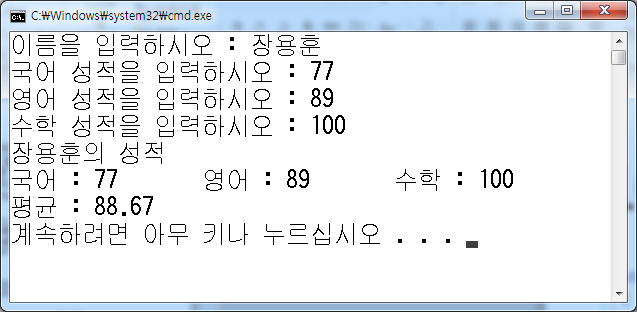 C:₩Windows₩system32₩cmd.exe
이름을 입력하시오 : 장용훈
국어 성적을 입력하시오 : 77
영어 성적을 입력하시오 : 89
수학 성적을 입력하시오 : 100
장용훈의 성적
국어 : 77 영어 : 89 수학 : 100
평균 : 88.67
계속하려면 아무 키나 누르십시오 . . .